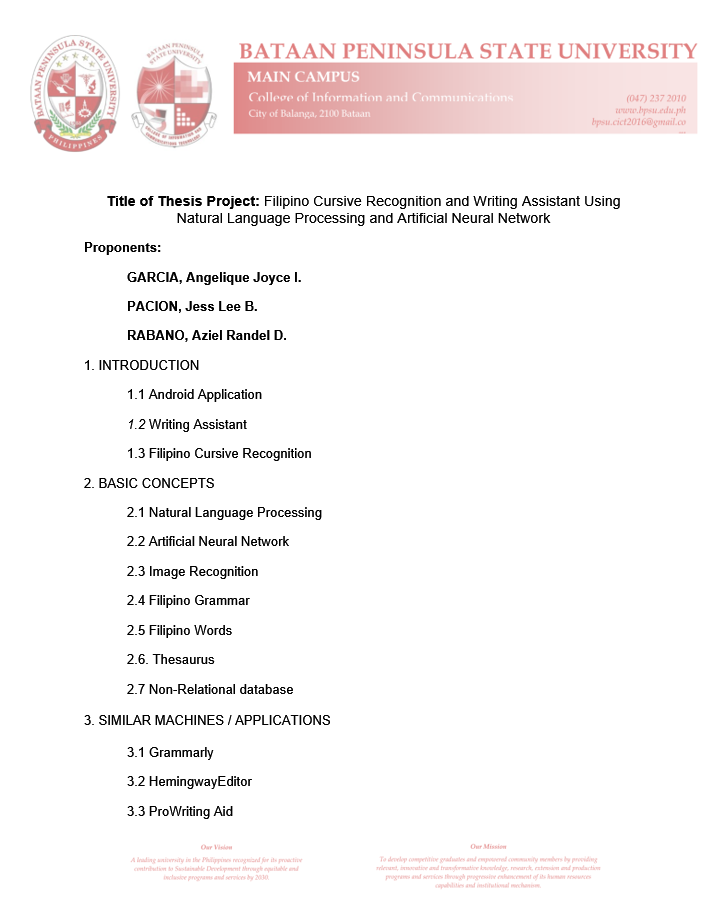 BATAAN PENINSULA STATE UNIVERSITY
MAIN CAMPUS
College of Information and Communications
City of Balanga, 2100 Bataan
(047) 237 2010
www.bpsu.edu.ph
bpsu.cict2016@gmail.co
BATAAN PENINSULA STATE UNIVERSITY
PHILIPPINES
BATAAN PENINSULA STATE UNIVERSITY
Title of Thesis Project: Filipino Cursive Recognition and Writing Assistant Using
Natural Language Processing and Artificial Neural Network
Proponents:
GARCIA, Angelique Joyce I.
PACION, Jess Lee B.
RABANO, Aziel Randel D.
1. INTRODUCTION
1.1 Android Application
1.2 Writing Assistant
1.3 Filipino Cursive Recognition
2. BASIC CONCEPTS
2.1 Natural Language Processing
2.2 Artificial Neural Network
2.3 Image Recognition
2.4 Filipino Grammar
2.5 Filipino Words
2.6. Thesaurus
2.7 Non-Relational database
3. SIMILAR MACHINES / APPLICATIONS
3.1 Grammarly
3.2 HemingwayEditor
3.3 ProWriting Aid
Our Vision
A leading university in the Philippines recognized for its proactive
contribution to Sustainable Development through equitable and
inclusive programs and services by 2030.
Our Mission
To develop competitive graduates and empowered community members by providing
relevant, innovative and transformative knowledge, research, extension and production
programs and services through progressive enhancement of its human resources
capabilities and institutional mechanism.